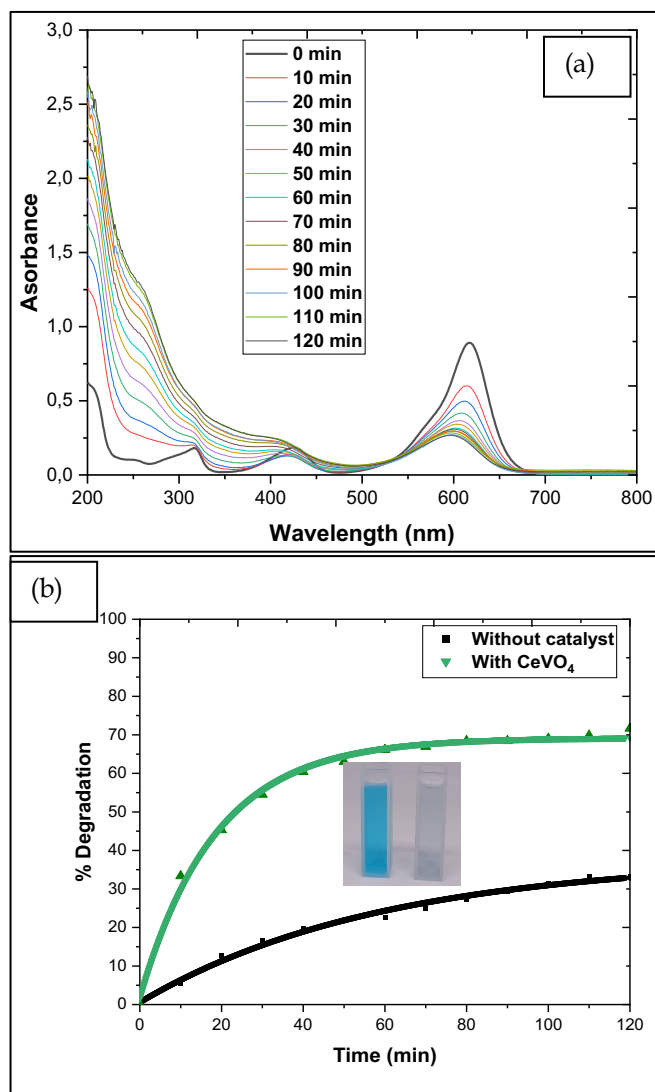 (a)
3,0
2,5
2,0
1,5
1,0
0,5
0,0
Asorbance
0 min
10 min
20 min
30 min
40 min
50 min
60 min
70 min
80 min
90 min
100 min
110 min
120 min
200 300 400 500 600 700 800
Wavelength (nm)
(b)
100
90
80
70
60
50
40
30
20
10
0
% Degradation
Without catalyst
With CeVO₄
0 20 40 60 80 100 120
Time (min)